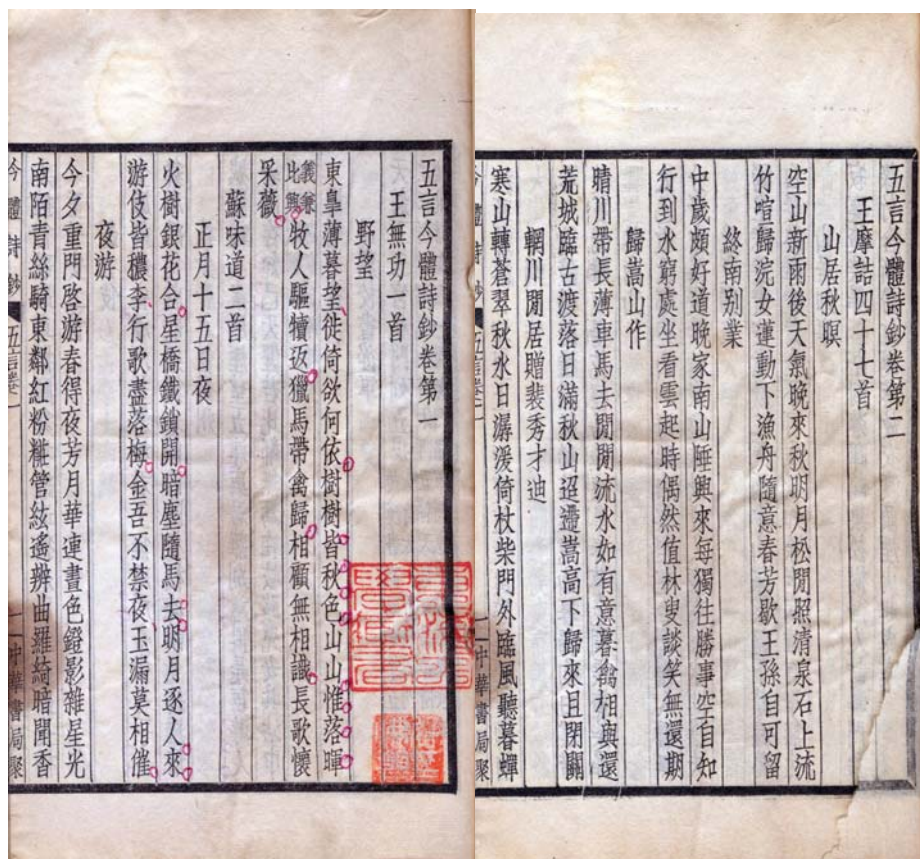 五言今體詩鈔卷第一
王無功一首
野望
東臯薄暮望徙倚欲何依樹樹皆秋色山山惟落暉
義兼比興牧人驅犢返獵馬帶禽歸相顧無相識長歌懷
采薇
蘇味道二首
正月十五日夜
火樹銀花合星橋鐵鎖開暗塵隨馬去明月逐人來
游伎皆穠李行歌盡落梅金吾不禁夜玉漏莫相催
夜游
今夕重門啓游春得夜芳月華連晝色鐙影雜星光
南陌青絲騎東鄰紅粉糚管絃遙辨曲羅綺暗聞香
今體詩鈔 五言卷一 一 中華書局聚
五言今體詩鈔卷第二
王摩詰四十七首
山居秋暝
空山新雨後天氣晚來秋明月松閒照清泉石上流
竹喧歸浣女蓮動下漁舟隨意春芳歇王孫自可留
終南別業
中歲頗好道晚家南山陲興來每獨往勝事空自知
行到水窮處坐看雲起時偶然值林叟談笑無還期
歸嵩山作
晴川帶長薄車馬去閒閒流水如有意暮禽相與還
荒城臨古渡落日滿秋山迢遞嵩高下歸來且閉關
輞川閒居贈裴秀才迪
寒山轉蒼翠秋水日潺湲倚杖柴門外臨風聽暮蟬
今體詩鈔 五言卷二 一 中華書局聚